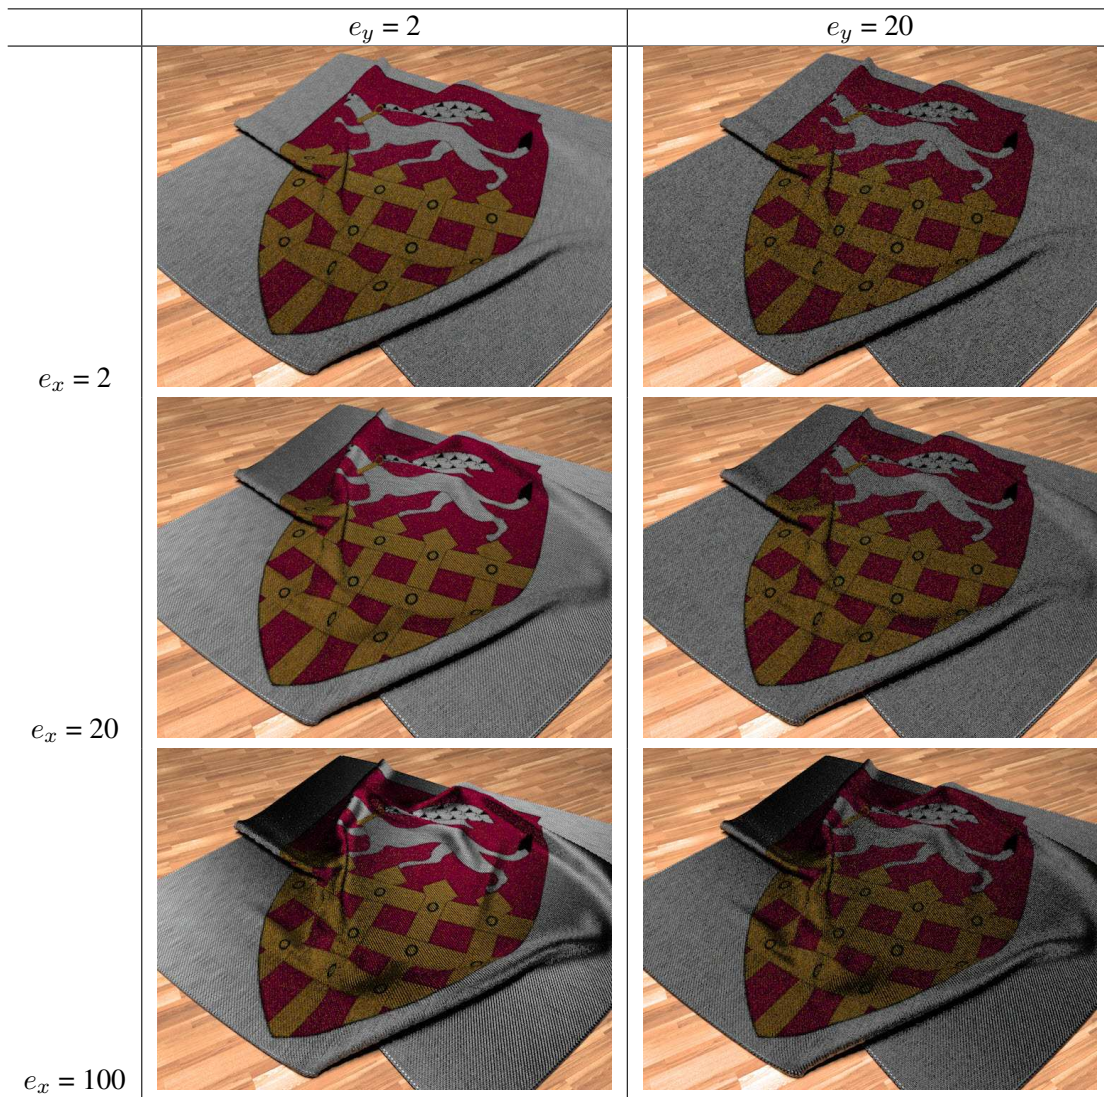 $e_y = 2$ $e_y = 20$
$e_x = 2$
$e_x = 20$
$e_x = 100$